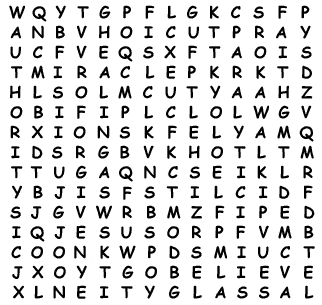 W Q Y T G P F L G K C S F P
A N B V H O I C U T P R A Y
U C F V E Q S X F T A O I S
T M I R A C L E P K R K T D
H L S O L M C U T Y A A H Z
O B I F I P L C L O L W G V
R X I O N S K F E L Y A M Q
I D S R G B V K H O T L T M
T T U G A Q N C S E I K L R
Y B J I S F S T I L C I D F
S J G V W R B M Z F I P E D
I Q J E S U S O R P F V M B
C O O N K W P D S M I U C T
J X O Y T G O B E L I E V E
X L N E I T Y G L A S S A L